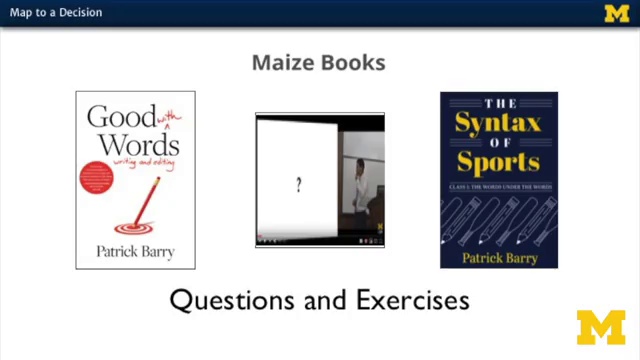 Map to a Decision
M
Maize Books
Good with
Words
writing and editing
Patrick Barry
?
THE
Syntax
OF
Sports
CLASS 1: THE WORDS UNDER THE WORDS
Patrick Barry
Questions and Exercises
M